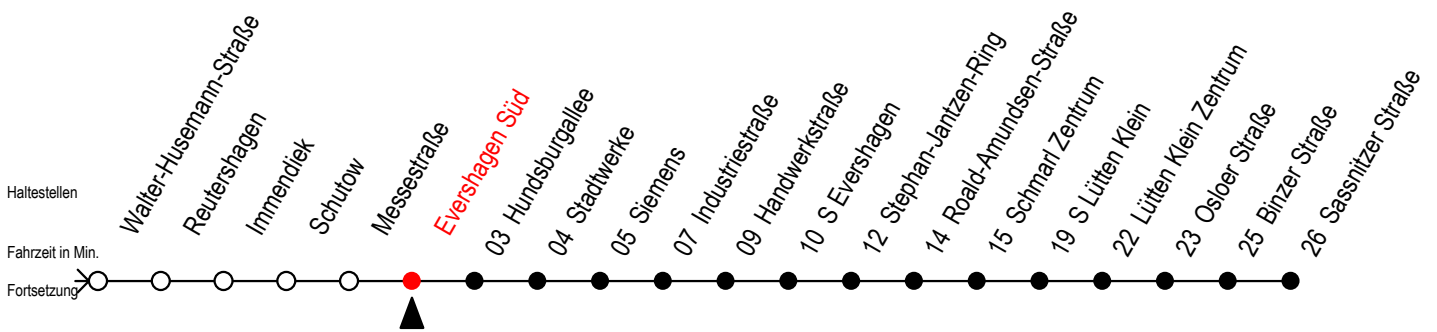 Haltestellen
Fahrzeit in Min.
Fortsetzung
Walter-Husemann-Straße
Reutershagen
Immendiek
Schutow
Messestraße
Evershagen Süd
03 Hundsburgallee
04 Stadtwerke
05 Siemens
07 Industriestraße
09 Handwerkstraße
10 S Evershagen
12 Stephan-Jantzen-Ring
14 Roald-Amundsen-Straße
15 Schmarl Zentrum
19 S Lütten Klein
22 Lütten Klein Zentrum
23 Osloer Straße
25 Binzer Straße
26 Sassnitzer Straße